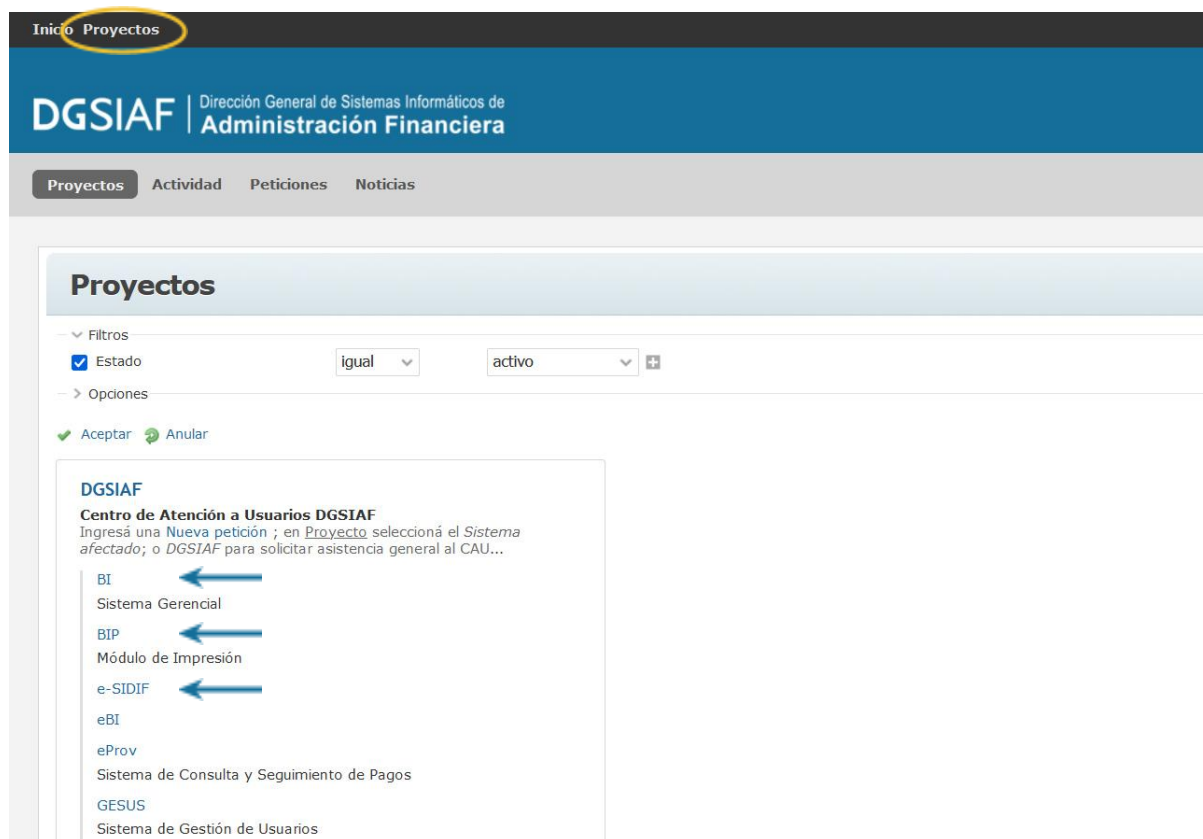 Inicio Proyectos
DGSIAF | Dirección General de Sistemas Informáticos de
Administración Financiera
Proyectos Actividad Peticiones Noticias
Proyectos
Filtros
Estado igual activo
Opciones
Aceptar Anular
DGSIAF
Centro de Atención a Usuarios DGSIAF
Ingresá una Nueva petición ; en Proyecto seleccioná el Sistema
afectado; o DGSIAF para solicitar asistencia general al CAU...
BI
Sistema Gerencial
BIP
Módulo de Impresión
e-SIDIF
eBI
eProv
Sistema de Consulta y Seguimiento de Pagos
GESUS
Sistema de Gestión de Usuarios